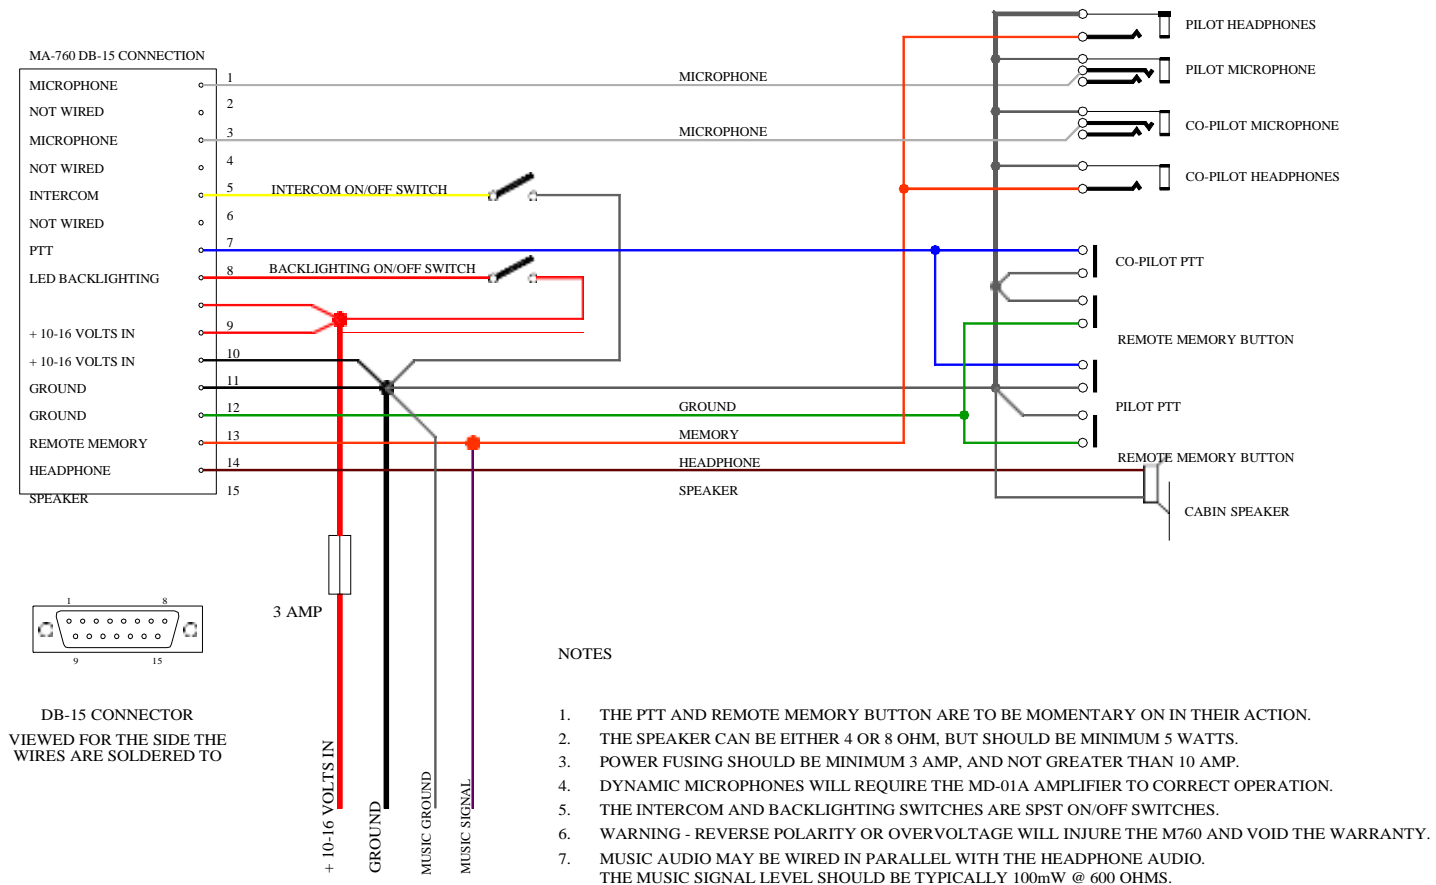 MA-760 DB-15 CONNECTION
MICROPHONE 1
NOT WIRED 2
MICROPHONE 3
NOT WIRED 4
INTERCOM 5
NOT WIRED 6
PTT 7
LED BACKLIGHTING 8
+ 10-16 VOLTS IN 9
+ 10-16 VOLTS IN 10
GROUND 11
GROUND 12
REMOTE MEMORY 13
HEADPHONE 14
SPEAKER 15
MICROPHONE
MICROPHONE
INTERCOM ON/OFF SWITCH
BACKLIGHTING ON/OFF SWITCH
GROUND
MEMORY
HEADPHONE
SPEAKER
PILOT HEADPHONES
PILOT MICROPHONE
CO-PILOT MICROPHONE
CO-PILOT HEADPHONES
CO-PILOT PTT
REMOTE MEMORY BUTTON
PILOT PTT
REMOTE MEMORY BUTTON
CABIN SPEAKER
3 AMP
+ 10-16 VOLTS IN
GROUND
MUSIC GROUND
MUSIC SIGNAL
1 8
9 15
DB-15 CONNECTOR
VIEWED FOR THE SIDE THE
WIRES ARE SOLDERED TO
NOTES
1. THE PTT AND REMOTE MEMORY BUTTON ARE TO BE MOMENTARY ON IN THEIR ACTION.
2. THE SPEAKER CAN BE EITHER 4 OR 8 OHM, BUT SHOULD BE MINIMUM 5 WATTS.
3. POWER FUSING SHOULD BE MINIMUM 3 AMP, AND NOT GREATER THAN 10 AMP.
4. DYNAMIC MICROPHONES WILL REQUIRE THE MD-01A AMPLIFIER TO CORRECT OPERATION.
5. THE INTERCOM AND BACKLIGHTING SWITCHES ARE SPST ON/OFF SWITCHES.
6. WARNING - REVERSE POLARITY OR OVERVOLTAGE WILL INJURE THE M760 AND VOID THE WARRANTY.
7. MUSIC AUDIO MAY BE WIRED IN PARALLEL WITH THE HEADPHONE AUDIO.
THE MUSIC SIGNAL LEVEL SHOULD BE TYPICALLY 100mW @ 600 OHMS.